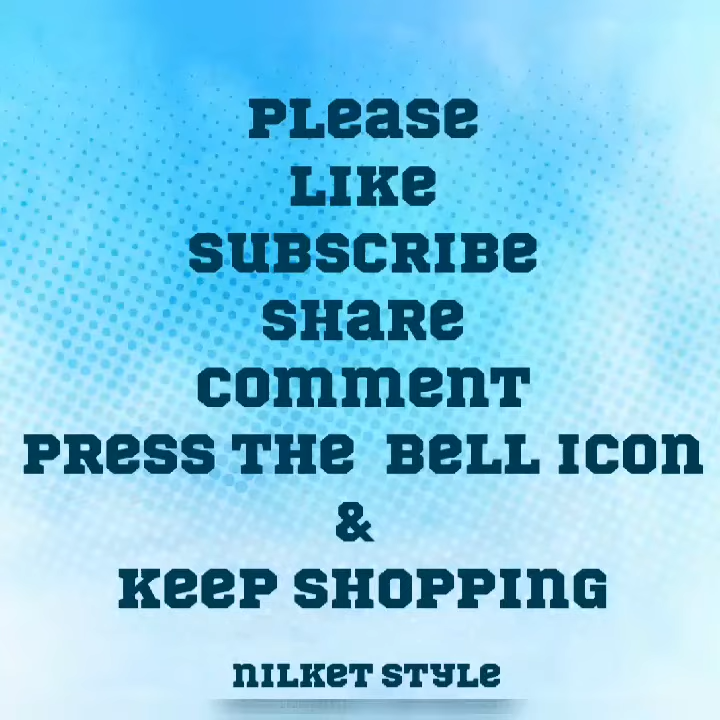 PLease
LIKe
SUBSCRIBe
SHaRe
commenT
PRESS THe BeLL ICON
&
KeeP SHOPPING
NILKeT STYLe